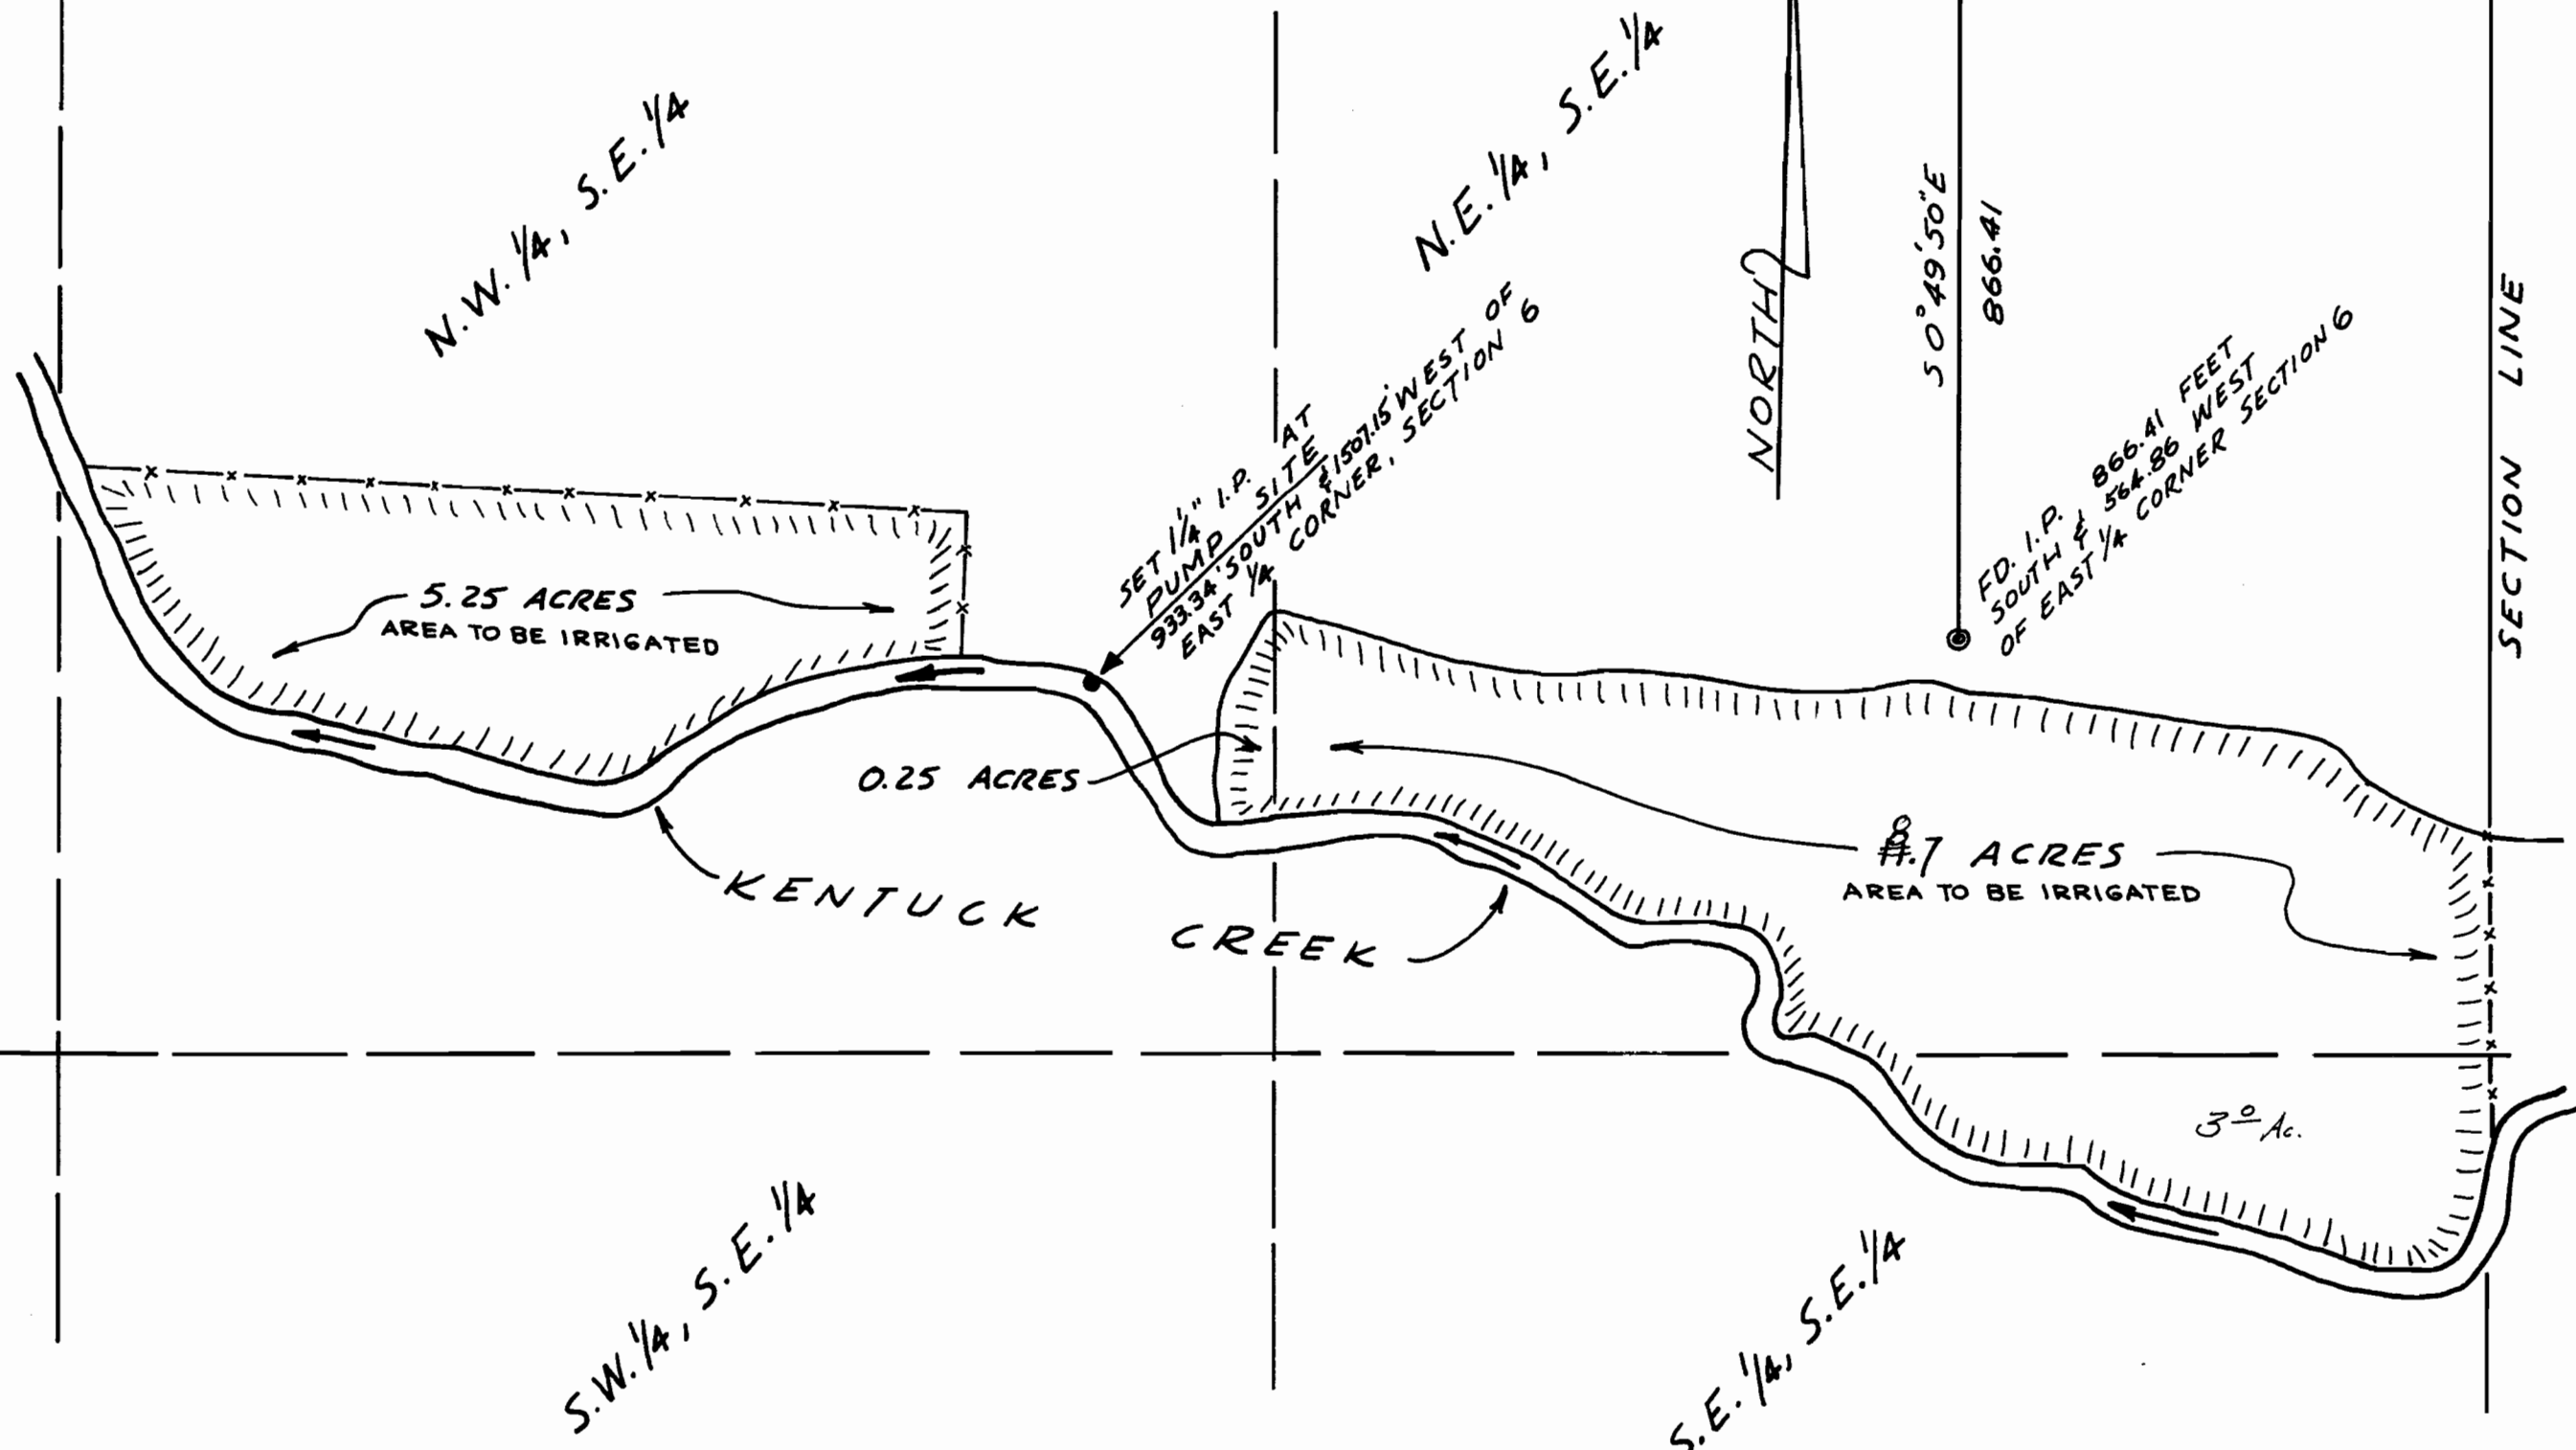 N.W. 1/4, S.E. 1/4
N.E. 1/4, S.E. 1/4
NORTH
S 0° 49' 50" E
866.41
SECTION LINE
SET 1 1/4" I.P. AT
PUMP SITE
933.34' SOUTH & 1507.15' WEST OF
EAST 1/4 CORNER, SECTION 6
FD. I.P. 866.41 FEET
SOUTH & 564.86 WEST
OF EAST 1/4 CORNER SECTION 6
5.25 ACRES
AREA TO BE IRRIGATED
0.25 ACRES
8.7 ACRES
AREA TO BE IRRIGATED
KENTUCK
CREEK
3º Ac.
S.W. 1/4, S.E. 1/4
S.E. 1/4, S.E. 1/4